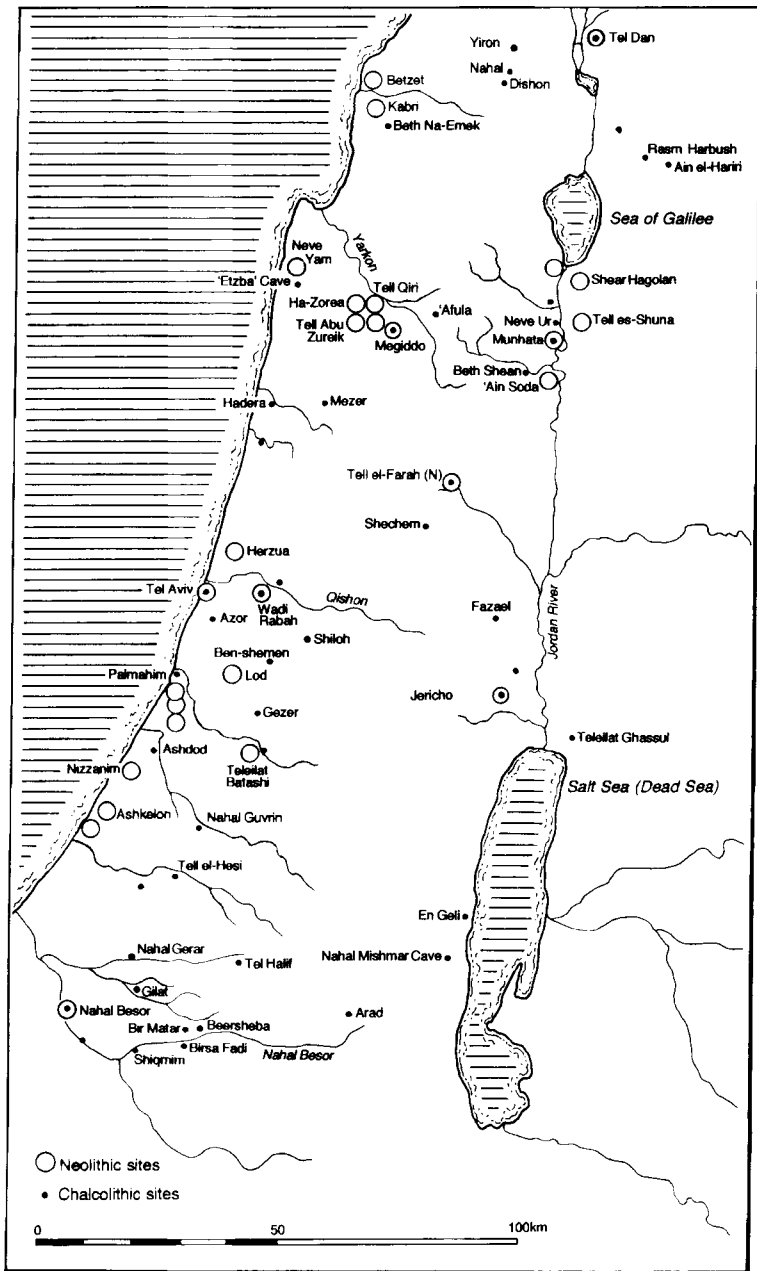 Yiron
Tel Dan
Nahal
Dishon
Betzet
Kabri
Beth Na-Emek
Rasm Harbush
Ain el-Hariri
Sea of Galilee
Neve
Yam
Yarkon
'Etzba' Cave
Tell Qiri
Ha-Zorea
Shear Hagolan
'Afula
Tell Abu
Zureik
Megiddo
Neve Ur
Munhata
Tell es-Shuna
Beth Shean
'Ain Soda
Hadera
Mezer
Tell el-Farah (N)
Shechem
Herzua
Tel Aviv
Wadi
Rabah
Qishon
Azor
Fazael
Jordan River
Shiloh
Ben-shemen
Palmahim
Lod
Jericho
Gezer
Teleilat Ghassul
Ashdod
Teleilat
Batashi
Nizzanim
Salt Sea (Dead Sea)
Ashkelon
Nahal Guvrin
Tell el-Hesi
En Geli
Nahal Gerar
Tel Halif
Nahal Mishmar Cave
Gilat
Nahal Besor
Arad
Bir Matar
Beersheba
Birsa Fadi
Nahal Besor
Shiqmim
Neolithic sites
Chalcolithic sites
0 50 100km